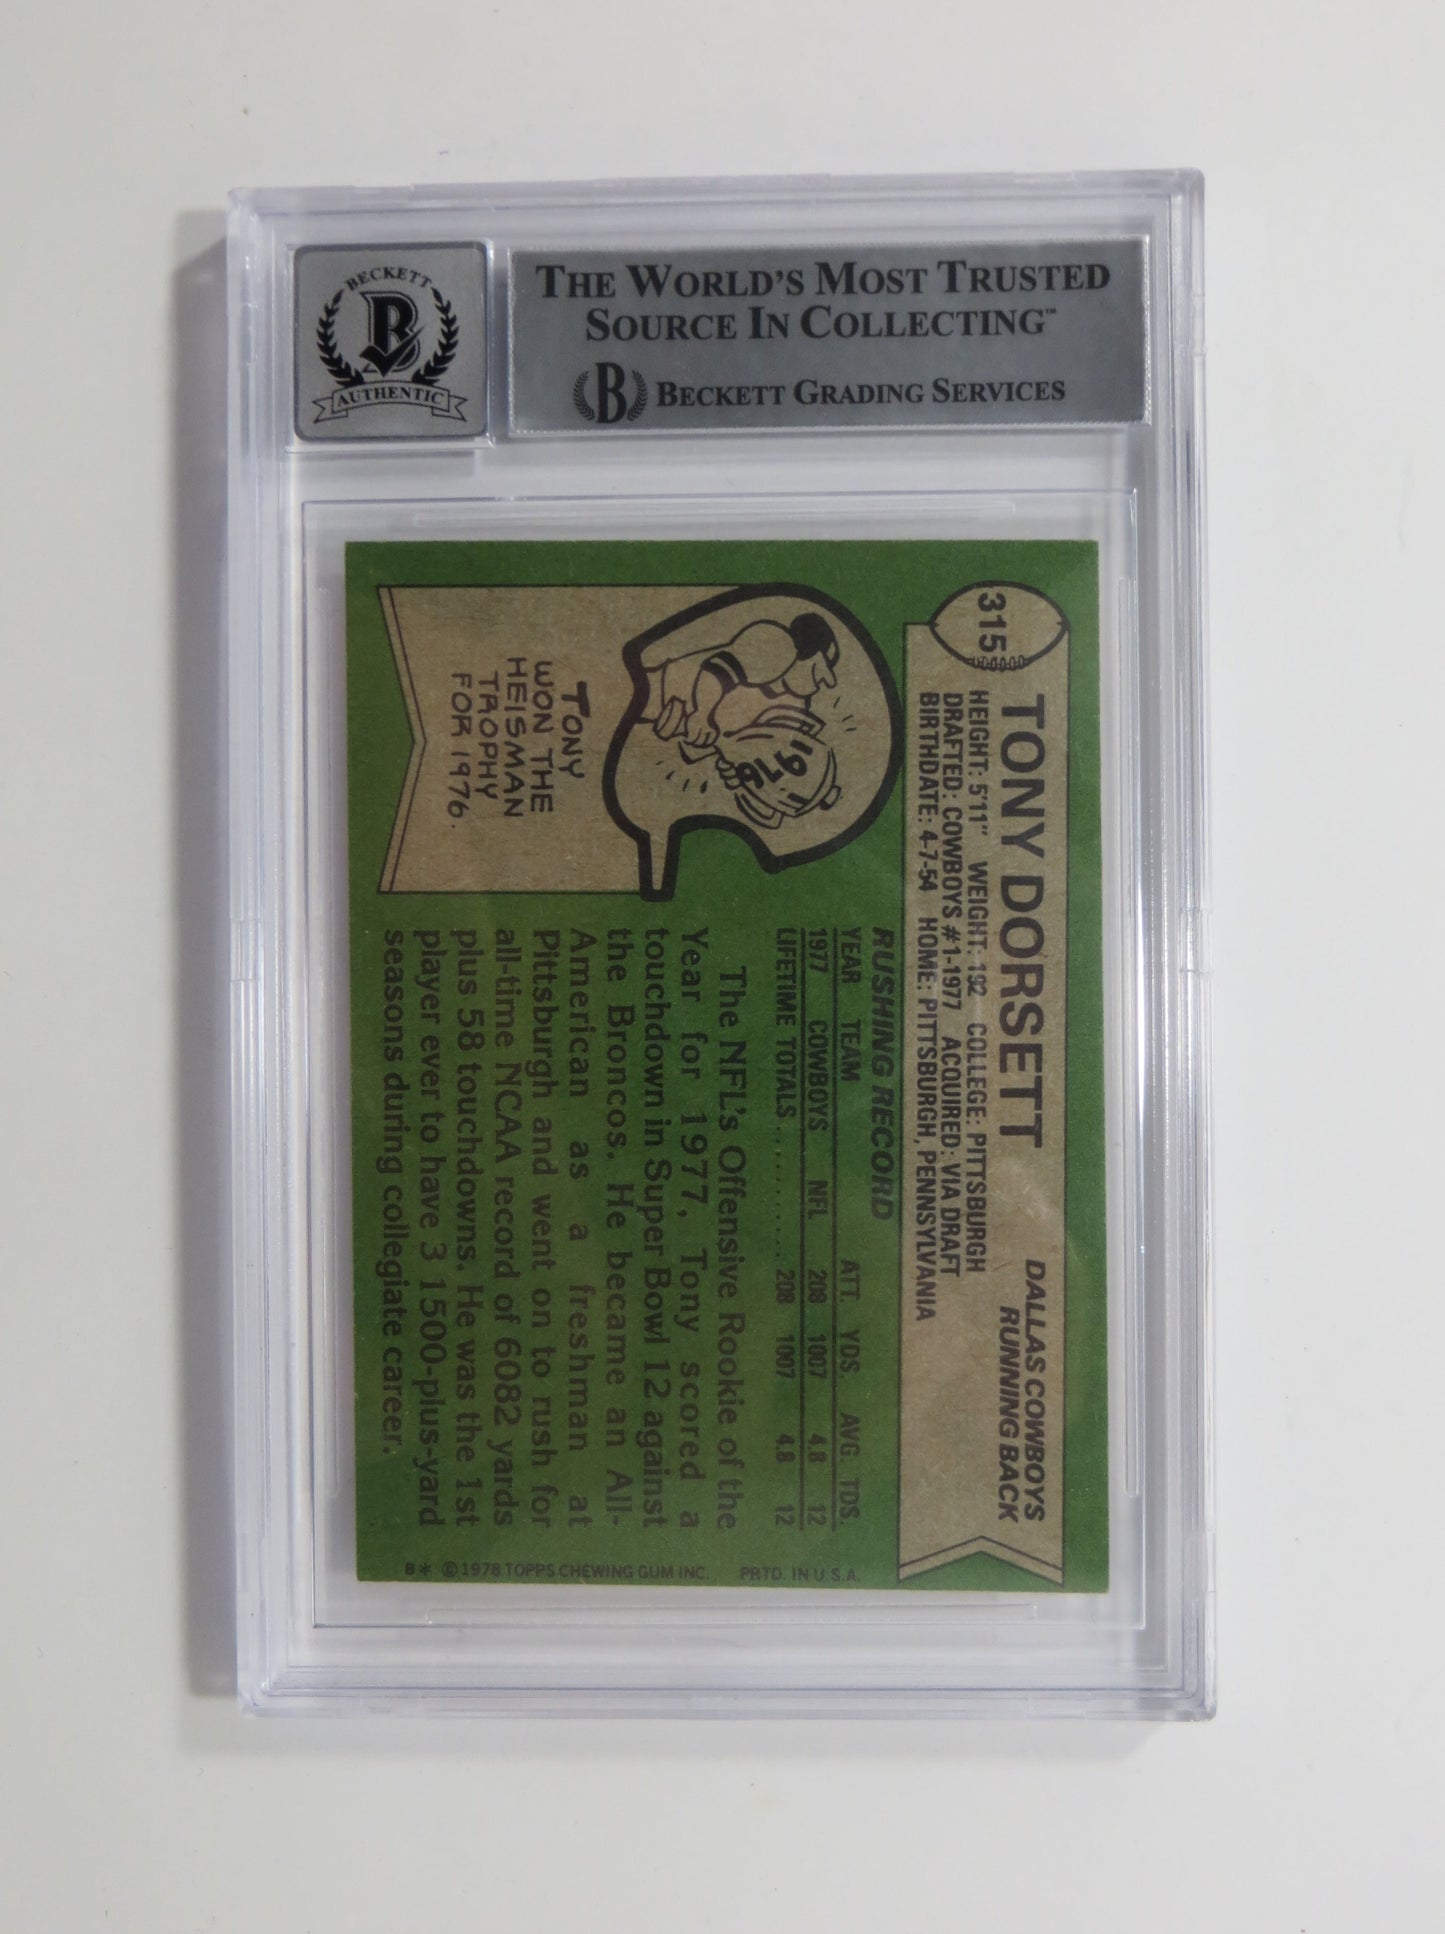 BECKETT
B
AUTHENTIC
THE WORLD'S MOST TRUSTED
SOURCE IN COLLECTING™
B BECKETT GRADING SERVICES
315
TONY DORSETT
DALLAS COWBOYS
RUNNING BACK
HEIGHT: 5'11" WEIGHT: 192 COLLEGE: PITTSBURGH
DRAFTED: COWBOYS #1-1977 ACQUIRED: VIA DRAFT
BIRTHDATE: 4-7-54 HOME: PITTSBURGH, PENNSYLVANIA
1976
TONY
WON THE
HEISMAN
TROPHY
FOR 1976.
RUSHING RECORD
YEAR TEAM ATT. YDS. AVG. TDS.
1977 COWBOYS NFL 208 1007 4.8 12
LIFETIME TOTALS.......... 208 1007 4.8 12
The NFL's Offensive Rookie of the
Year for 1977, Tony scored a
touchdown in Super Bowl 12 against
the Broncos. He became an All-
American as a freshman at
Pittsburgh and went on to rush for
all-time NCAA record of 6082 yards
plus 58 touchdowns. He was the 1st
player ever to have 3 1500-plus-yard
seasons during collegiate career.
B* © 1978 TOPPS CHEWING GUM INC. PRTD. IN U.S.A.